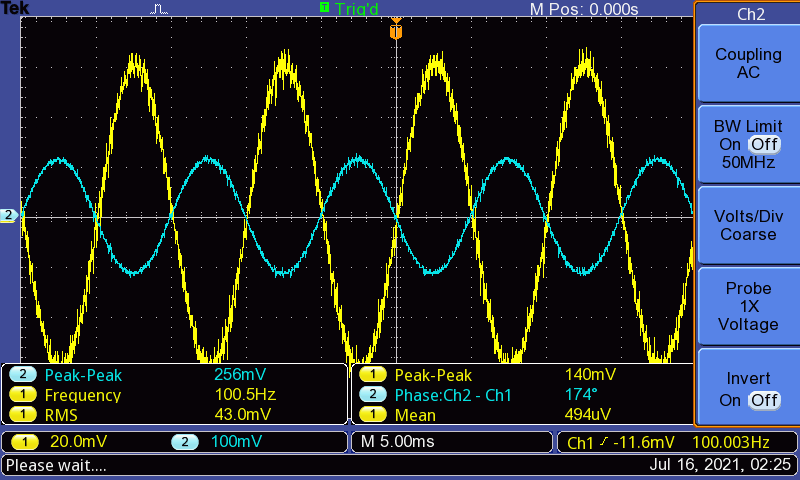 Tek T Trig'd M Pos: 0.000s
Ch2
T
Coupling
AC
BW Limit
On Off
50MHz
2
Volts/Div
Coarse
Probe
1X
Voltage
Invert
On Off
2 Peak-Peak 256mV
1 Frequency 100.5Hz
1 RMS 43.0mV
1 Peak-Peak 140mV
2 Phase:Ch2 - Ch1 174°
1 Mean 494uV
1 20.0mV 2 100mV M 5.00ms Ch1 -11.6mV 100.003Hz
Please wait.... Jul 16, 2021, 02:25